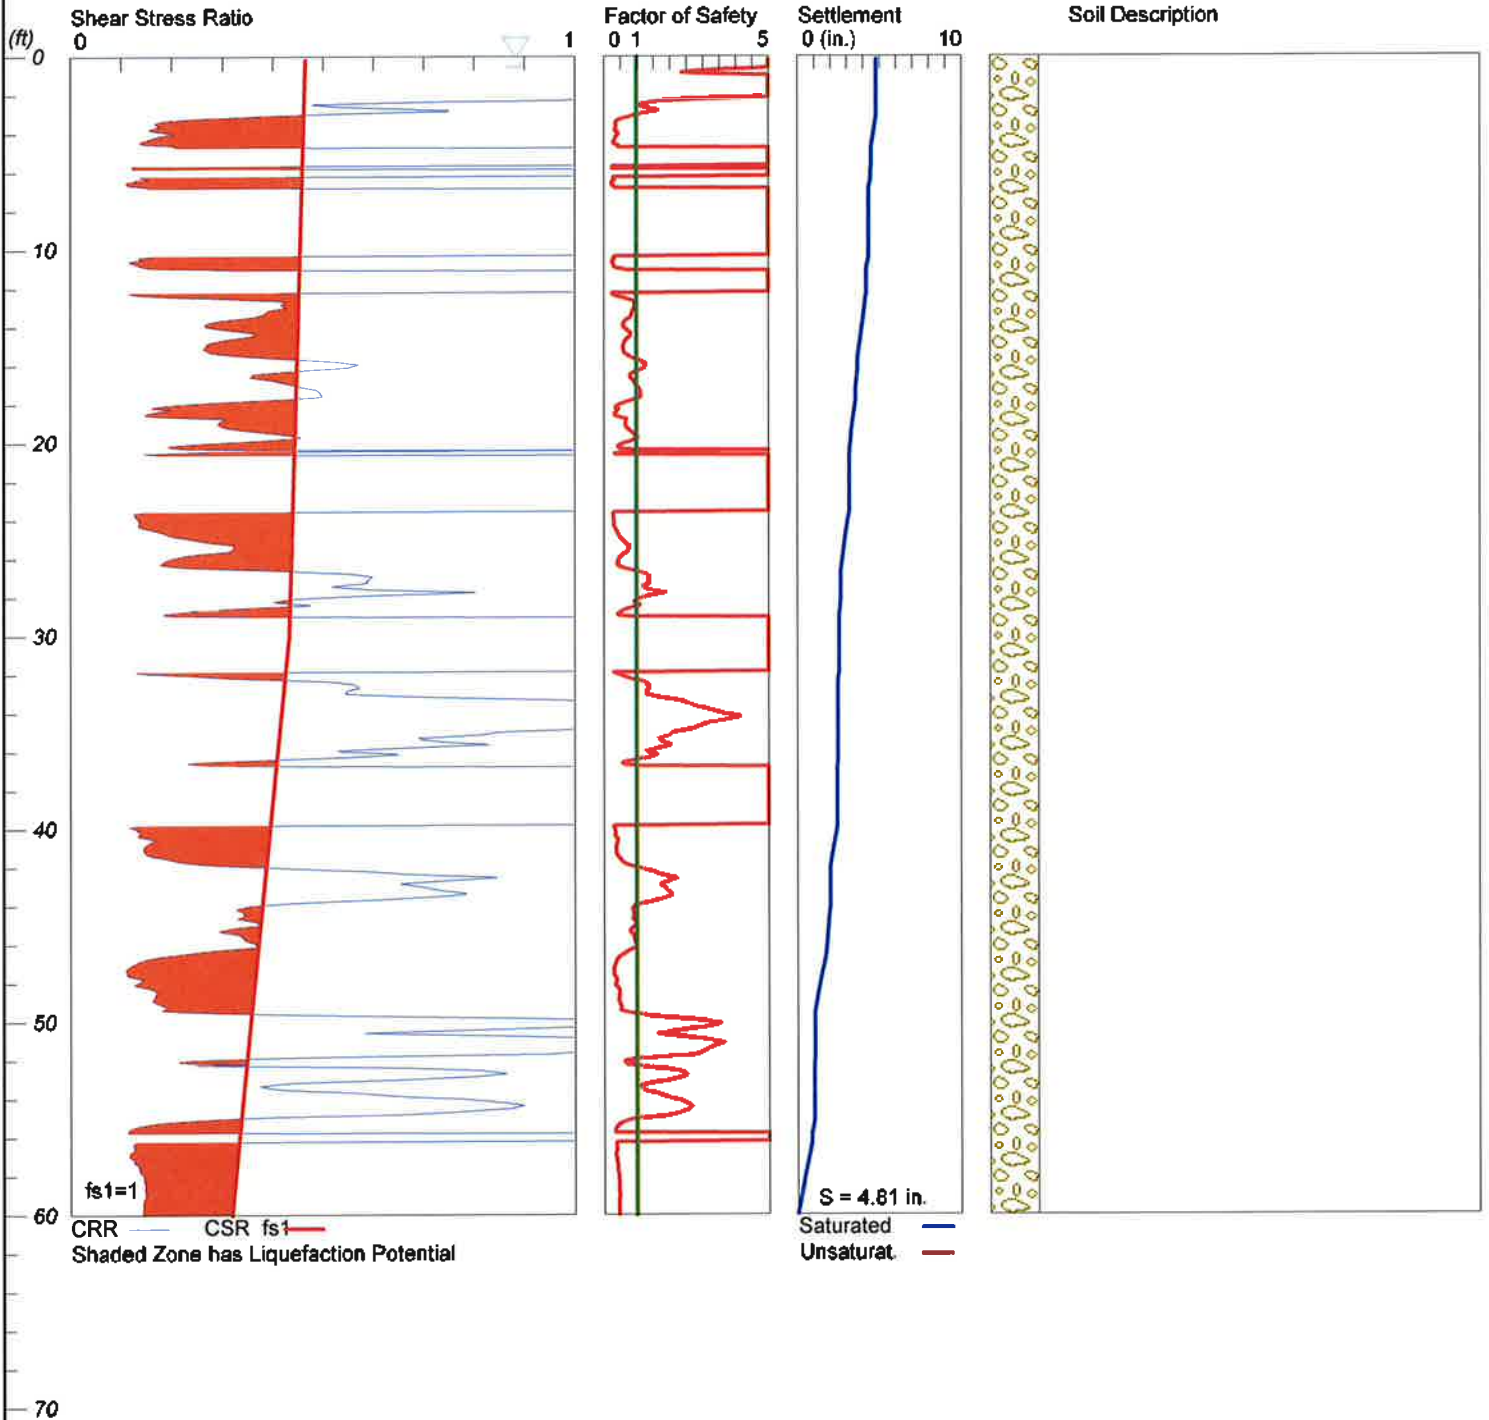 Shear Stress Ratio
Factor of Safety
Settlement
Soil Description
(ft)
0
1
0 1
5
0 (in.)
10
0
10
20
30
40
50
60
70
fs1=1
S = 4.81 in.
CRR
CSR fs1
Shaded Zone has Liquefaction Potential
Saturated
Unsaturat.